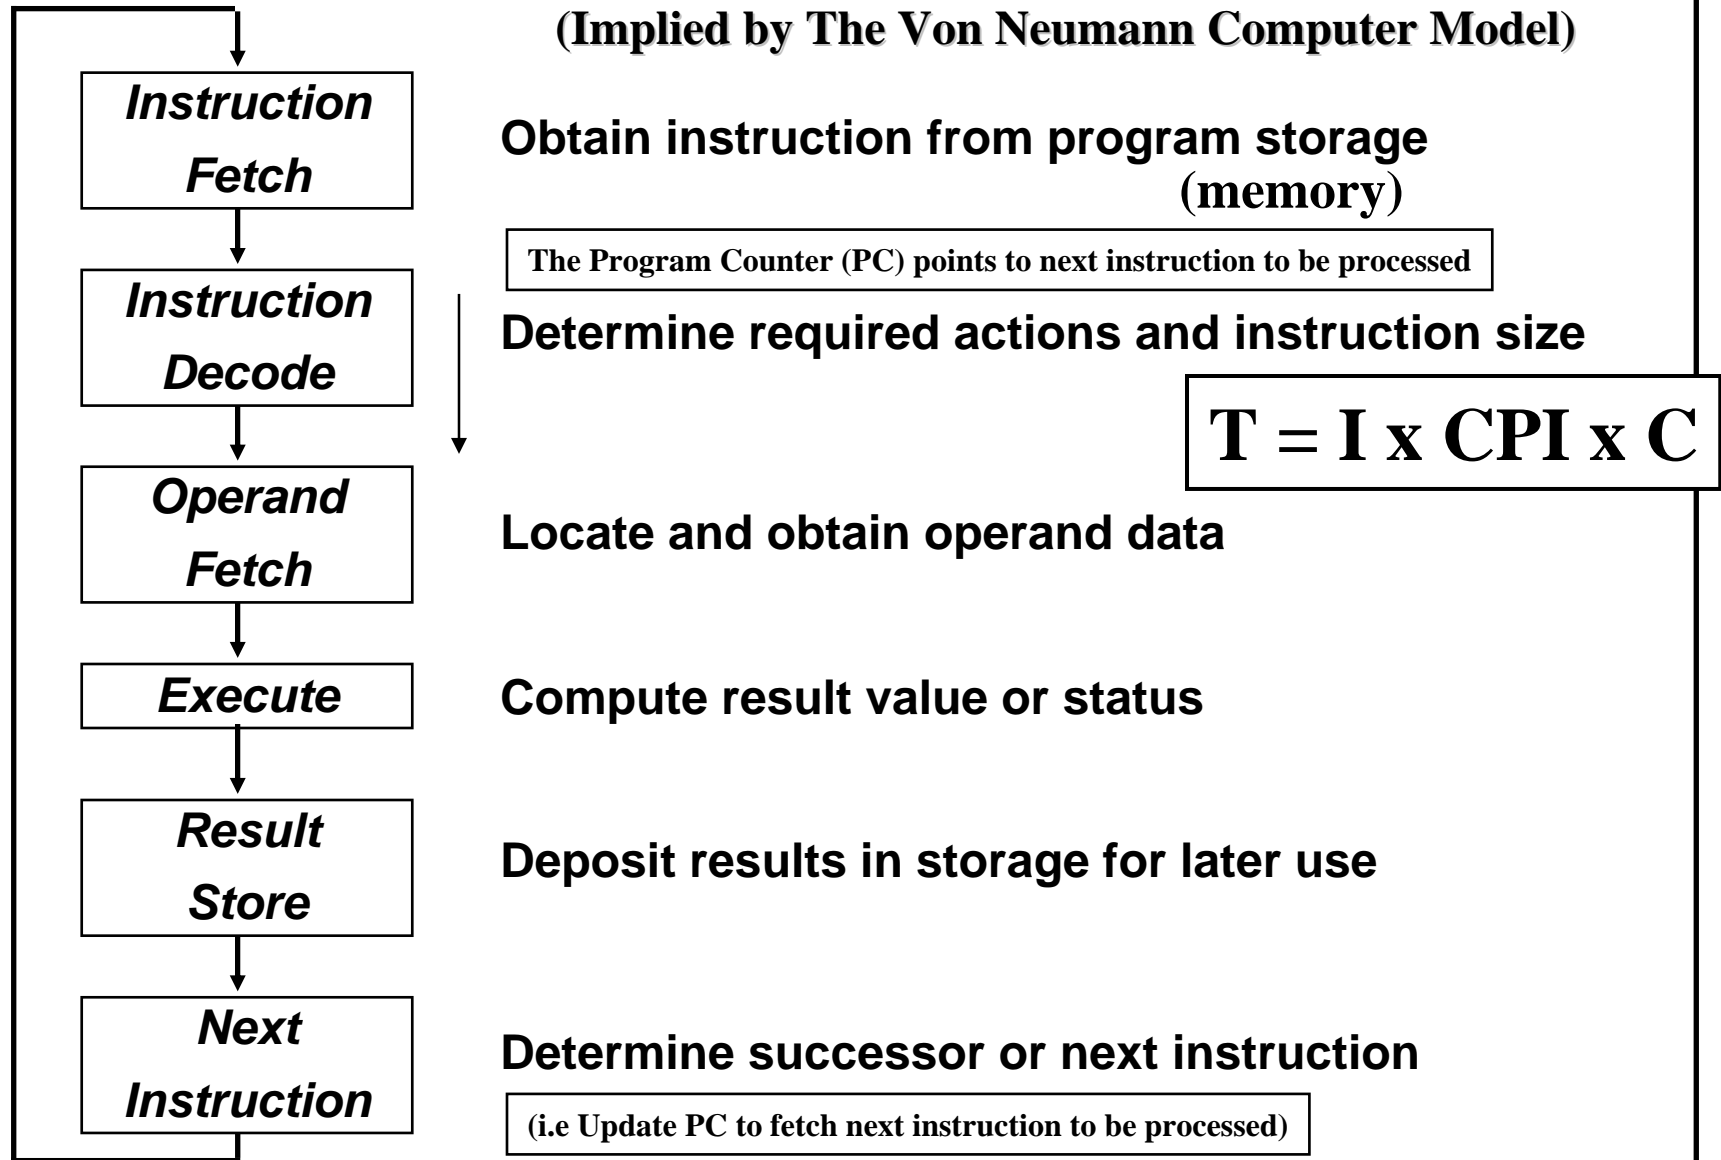 (Implied by The Von Neumann Computer Model)
Instruction
Fetch
Obtain instruction from program storage
(memory)
The Program Counter (PC) points to next instruction to be processed
Instruction
Decode
Determine required actions and instruction size
T = I x CPI x C
Operand
Fetch
Locate and obtain operand data
Execute
Compute result value or status
Result
Store
Deposit results in storage for later use
Next
Instruction
Determine successor or next instruction
(i.e Update PC to fetch next instruction to be processed)